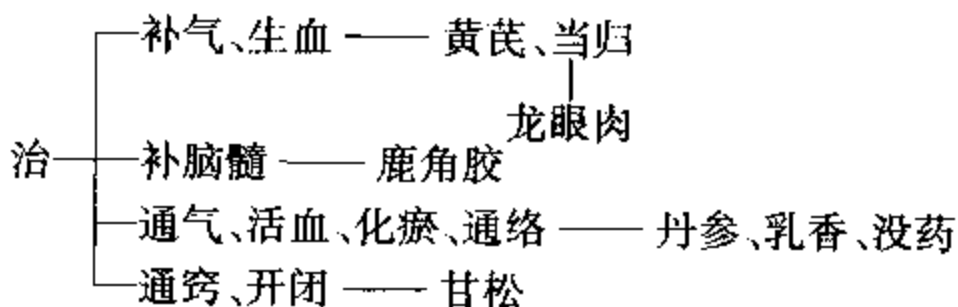 补气、生血 —— 黄芪、当归
龙眼肉
治
补脑髓 —— 鹿角胶
通气、活血、化瘀、通络 —— 丹参、乳香、没药
通窍、开闭 —— 甘松